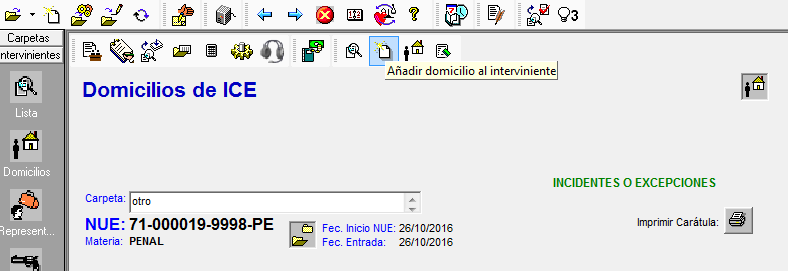 Carpetas
Intervinientes
Lista
Domicilios
Represent...
123
3
Añadir domicilio al interviniente
Domicilios de ICE
INCIDENTES O EXCEPCIONES
Carpeta: otro
NUE: 71-000019-9998-PE
Materia: PENAL
Fec. Inicio NUE: 26/10/2016
Fec. Entrada: 26/10/2016
Imprimir Carátula: